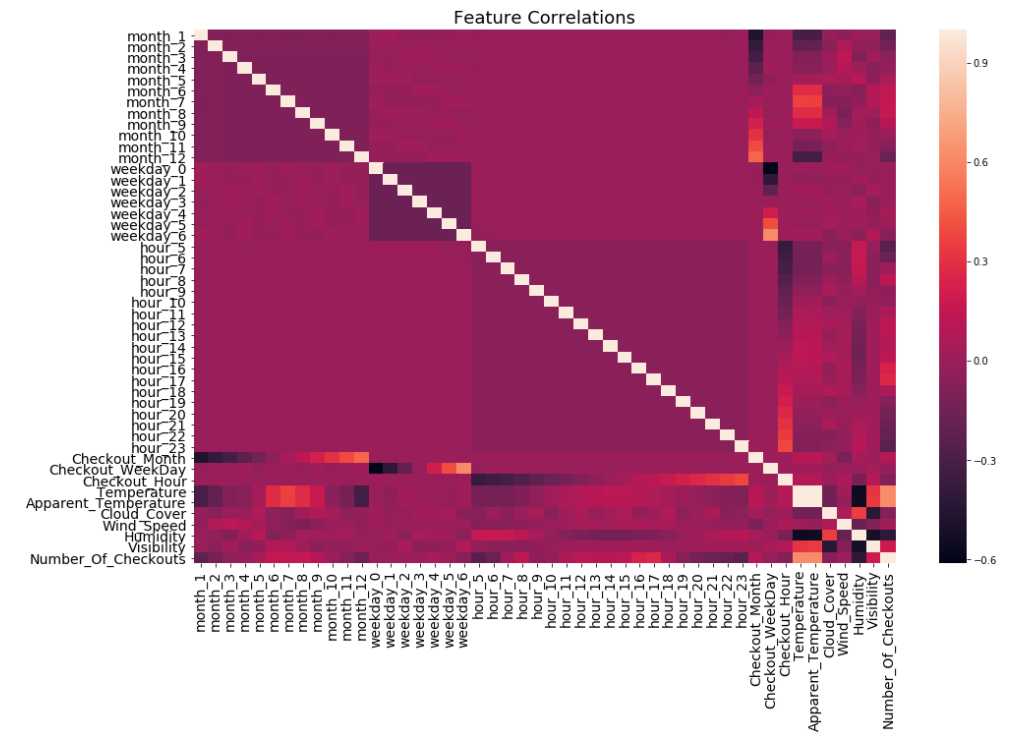 Feature Correlations
month_1
month_2
month_3
month_4
month_5
month_6
month_7
month_8
month_9
month_10
month_11
month_12
weekday_0
weekday_1
weekday_2
weekday_3
weekday_4
weekday_5
weekday_6
hour_5
hour_6
hour_7
hour_8
hour_9
hour_10
hour_11
hour_12
hour_13
hour_14
hour_15
hour_16
hour_17
hour_18
hour_19
hour_20
hour_21
hour_22
hour_23
Checkout_Month
Checkout_WeekDay
Checkout_Hour
Temperature
Apparent_Temperature
Cloud_Cover
Wind_Speed
Humidity
Visibility
Number_Of_Checkouts
month_1
month_2
month_3
month_4
month_5
month_6
month_7
month_8
month_9
month_10
month_11
month_12
weekday_0
weekday_1
weekday_2
weekday_3
weekday_4
weekday_5
weekday_6
hour_5
hour_6
hour_7
hour_8
hour_9
hour_10
hour_11
hour_12
hour_13
hour_14
hour_15
hour_16
hour_17
hour_18
hour_19
hour_20
hour_21
hour_22
hour_23
Checkout_Month
Checkout_WeekDay
Checkout_Hour
Temperature
Apparent_Temperature
Cloud_Cover
Wind_Speed
Humidity
Visibility
Number_Of_Checkouts
0.9
0.6
0.3
0.0
−0.3
−0.6